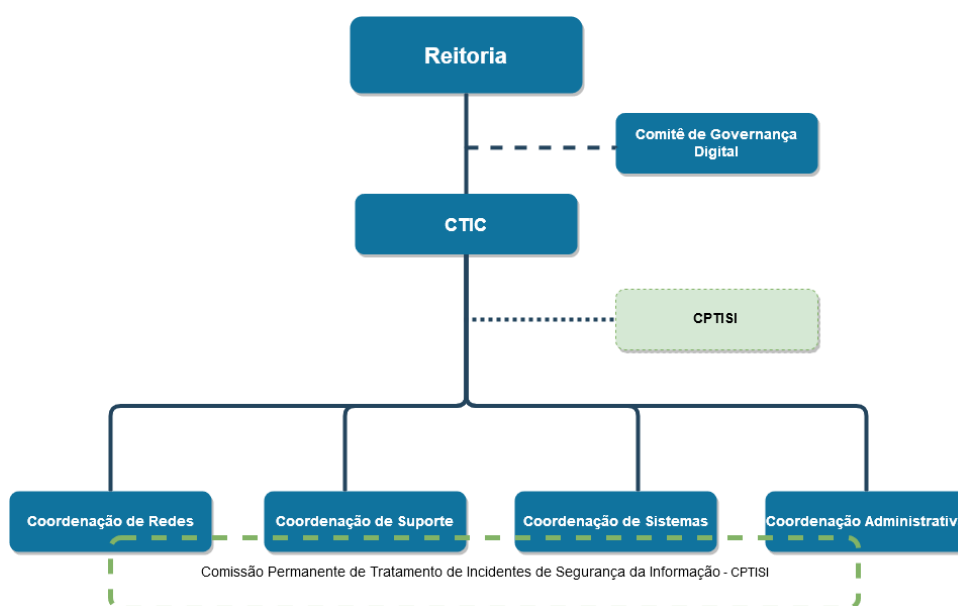 Reitoria
Comitê de Governança
Digital
CTIC
CPTISI
Coordenação de Redes
Coordenação de Suporte
Coordenação de Sistemas
Coordenação Administrativ
Comissão Permanente de Tratamento de Incidentes de Segurança da Informação - CPTISI